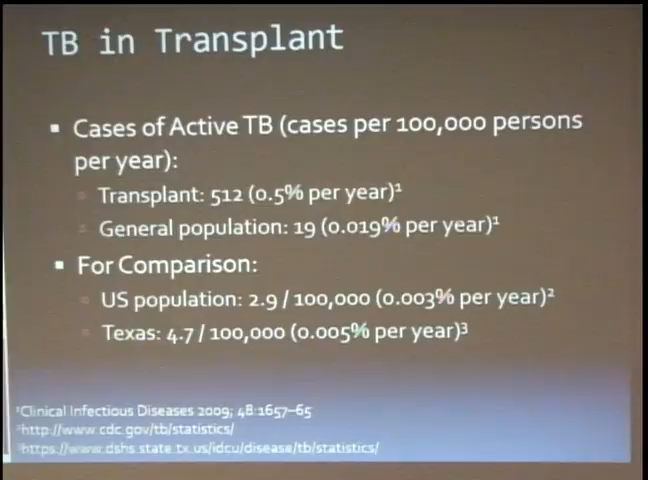 TB in Transplant
▪ Cases of Active TB (cases per 100,000 persons
per year):
▫ Transplant: 512 (0.5% per year)¹
▫ General population: 19 (0.019% per year)¹
▪ For Comparison:
▫ US population: 2.9 / 100,000 (0.003% per year)²
▫ Texas: 4.7 / 100,000 (0.005% per year)³
¹Clinical Infectious Diseases 2009; 48:1657–65
²http://www.cdc.gov/tb/statistics/
³https://www.dshs.state.tx.us/idcu/disease/tb/statistics/